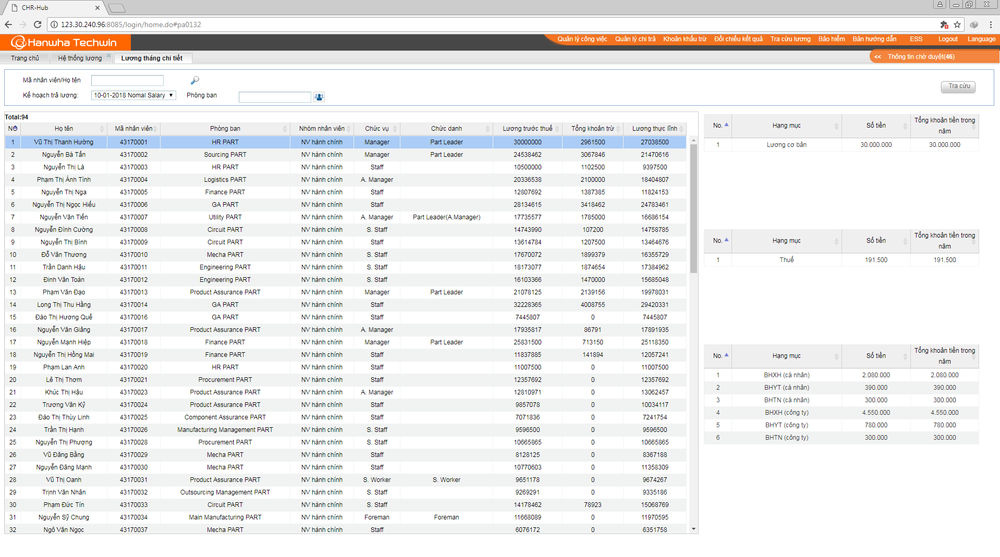 CHR-Hub
123.30.240.96:8085/login/home.do#pa0132
Hanwha Techwin
Quản lý công việc Quản lý chi trả Khoản khấu trừ Đối chiếu kết quả Tra cứu lương Bảo hiểm Bản hướng dẫn ESS Logout Language
Trang chủ Hệ thống lương Lương tháng chi tiết << Thông tin chờ duyệt(46)
Mã nhân viên/Họ tên
Kế hoạch trả lương: 10-01-2018 Nomal Salary Phòng ban
Tra cứu
Total:94
NO Họ tên Mã nhân viên Phòng ban Nhóm nhân viên Chức vụ Chức danh Lương trước thuế Tổng khoản trừ Lương thực lĩnh
1 Vũ Thị Thanh Hường 43170001 HR PART NV hành chính Manager Part Leader 30000000 2961500 27038500
2 Nguyễn Bá Tấn 43170002 Sourcing PART NV hành chính Manager Part Leader 24538462 3067846 21470616
3 Nguyễn Thị Là 43170003 HR PART NV hành chính Staff 10500000 1102500 9397500
4 Phạm Thị Ánh Tình 43170004 Logistics PART NV hành chính A. Manager 20336538 2100000 18404807
5 Nguyễn Thị Nga 43170005 Finance PART NV hành chính Staff 12807692 1387385 11824153
6 Nguyễn Thị Ngọc Hiếu 43170006 GA PART NV hành chính Staff 28134615 3418462 24783461
7 Nguyễn Văn Tiến 43170007 Utility PART NV hành chính A. Manager Part Leader(A.Manager) 17735577 1785000 16686154
8 Nguyễn Đình Cường 43170008 Circuit PART NV hành chính S. Staff 14743990 107200 14758785
9 Nguyễn Thị Bình 43170009 Circuit PART NV hành chính Staff 13614784 1207500 13464676
10 Đỗ Văn Thương 43170010 Mecha PART NV hành chính S. Staff 17670072 1899379 16355729
11 Trần Danh Hậu 43170011 Engineering PART NV hành chính S. Staff 18173077 1874654 17384962
12 Đinh Văn Toản 43170012 Engineering PART NV hành chính S. Staff 16103366 1470000 15685048
13 Phạm Văn Đạo 43170013 Product Assurance PART NV hành chính Manager Part Leader 21078125 2139156 19978031
14 Long Thị Thu Hằng 43170014 GA PART NV hành chính Staff 32228365 4008755 29420331
15 Đào Thị Hương Quế 43170016 GA PART NV hành chính Staff 7445807 0 7445807
16 Nguyễn Văn Giảng 43170017 Product Assurance PART NV hành chính A. Manager 17935817 86791 17891935
17 Nguyễn Mạnh Hiệp 43170018 Finance PART NV hành chính Manager Part Leader 25831500 713150 25118350
18 Nguyễn Thị Hồng Mai 43170019 Finance PART NV hành chính Staff 11837885 141894 12057241
19 Phạm Lan Anh 43170020 HR PART NV hành chính Staff 11007500 0 11007500
20 Lê Thị Thơm 43170021 Procurement PART NV hành chính Staff 12357692 0 12357692
21 Khúc Thị Hậu 43170023 Product Assurance PART NV hành chính A. Manager 12810971 0 13062457
22 Trương Văn Kỷ 43170024 Product Assurance PART NV hành chính Staff 9857078 0 10034117
23 Đào Thị Thùy Linh 43170025 Component Assurance PART NV hành chính Staff 7071836 0 7241754
24 Trần Thị Hạnh 43170026 Manufacturing Management PART NV hành chính S. Staff 9596500 0 9596500
25 Nguyễn Thị Phượng 43170028 Procurement PART NV hành chính S. Staff 10665865 0 10665865
26 Vũ Đăng Bằng 43170029 Mecha PART NV hành chính Staff 8128125 0 8367188
27 Nguyễn Đăng Mạnh 43170030 Mecha PART NV hành chính Staff 10770603 0 11358309
28 Vũ Thị Oanh 43170031 Product Assurance PART NV hành chính S. Worker S. Worker 9651178 0 9674267
29 Trịnh Văn Nhân 43170032 Outsourcing Management PART NV hành chính S. Staff 9269291 0 9335186
30 Phạm Đức Tín 43170033 Circuit PART NV hành chính S. Staff 14178462 78923 15068769
31 Nguyễn Sỹ Chung 43170034 Main Manufacturing PART NV hành chính Foreman Foreman 11668089 0 11970595
32 Ngô Văn Ngọc 43170037 Mecha PART NV hành chính Staff 6076172 0 6351758
No. Hạng mục Số tiền Tổng khoản tiền trong năm
1 Lương cơ bản 30.000.000 30.000.000
No. Hạng mục Số tiền Tổng khoản tiền trong năm
1 Thuế 191.500 191.500
No. Hạng mục Số tiền Tổng khoản tiền trong năm
1 BHXH (cá nhân) 2.080.000 2.080.000
2 BHYT (cá nhân) 390.000 390.000
3 BHTN (cá nhân) 300.000 300.000
4 BHXH (công ty) 4.550.000 4.550.000
5 BHYT (công ty) 780.000 780.000
6 BHTN (công ty) 300.000 300.000